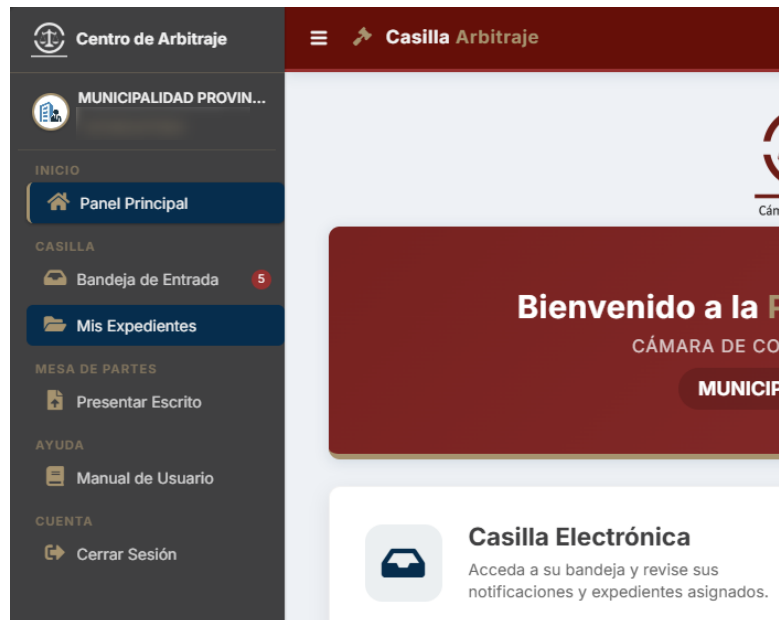 Centro de Arbitraje
Casilla Arbitraje
MUNICIPALIDAD PROVIN...
INICIO
Panel Principal
CASILLA
Bandeja de Entrada 5
Mis Expedientes
MESA DE PARTES
Presentar Escrito
AYUDA
Manual de Usuario
CUENTA
Cerrar Sesión
Cám
Bienvenido a la
CÁMARA DE CO
MUNICIP
Casilla Electrónica
Acceda a su bandeja y revise sus
notificaciones y expedientes asignados.